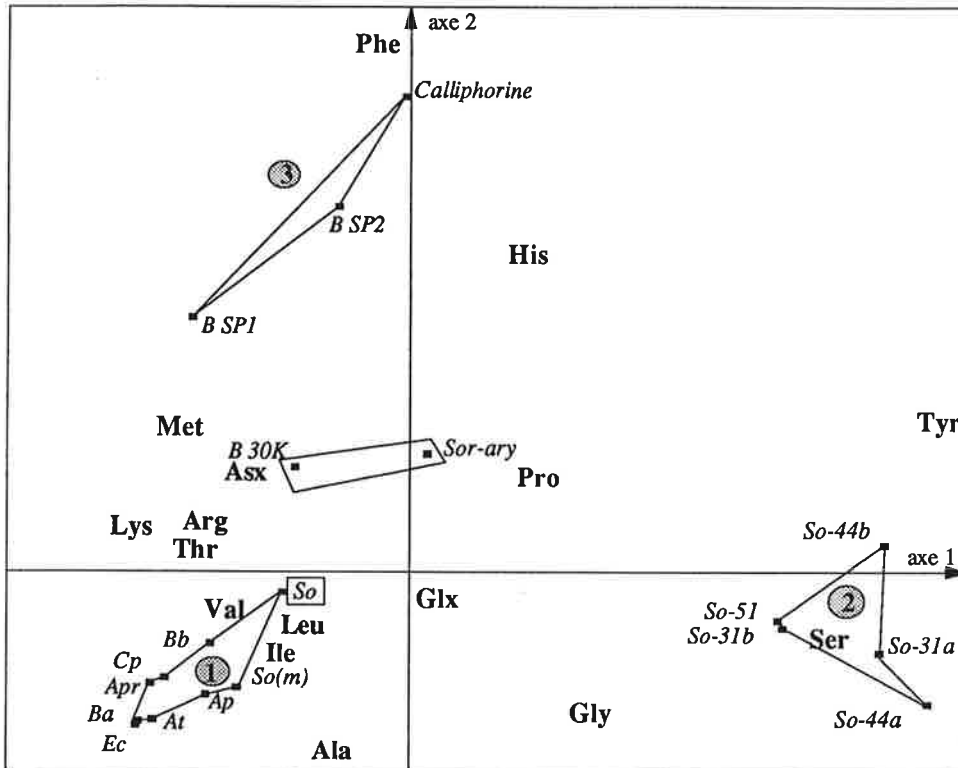 axe 2
Phe
Calliphorine
3
B SP2
His
B SP1
Met
Tyr
B 30K
Sor-ary
Asx
Pro
Lys
Arg
Thr
So-44b
axe 1
So
Glx
2
Val
Leu
So-51
So-31b
Ser
Bb
Ile
So-31a
Cp
1
So(m)
Apr
Ap
Ba
At
Gly
So-44a
Ec
Ala